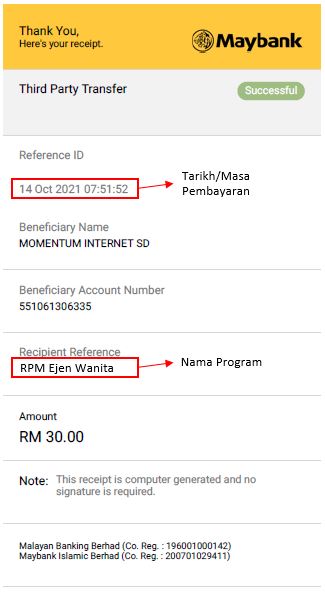 Thank You,
Here's your receipt.
Maybank
Third Party Transfer
Successful
Reference ID
14 Oct 2021 07:51:52
Tarikh/Masa
Pembayaran
Beneficiary Name
MOMENTUM INTERNET SD
Beneficiary Account Number
551061306335
Recipient Reference
RPM Ejen Wanita
Nama Program
Amount
RM 30.00
Note: This receipt is computer generated and no
signature is required.
Malayan Banking Berhad (Co. Reg. : 196001000142)
Maybank Islamic Berhad (Co. Reg. : 200701029411)